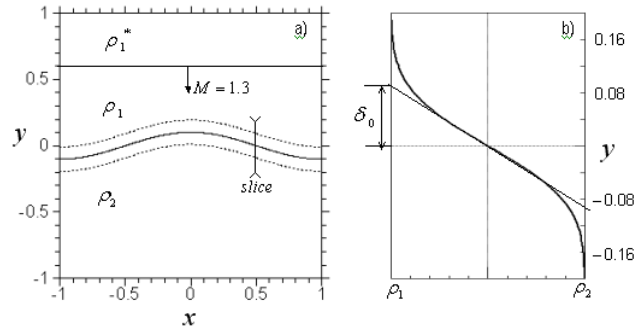 a)
1
0.5
0
-0.5
-1
y
ρ₁*
M = 1.3
ρ₁
ρ₂
slice
-1 -0.5 0 0.5 1
x
b)
δ₀
0.16
0.08
0
y
-0.08
-0.16
ρ₁ ρ₂